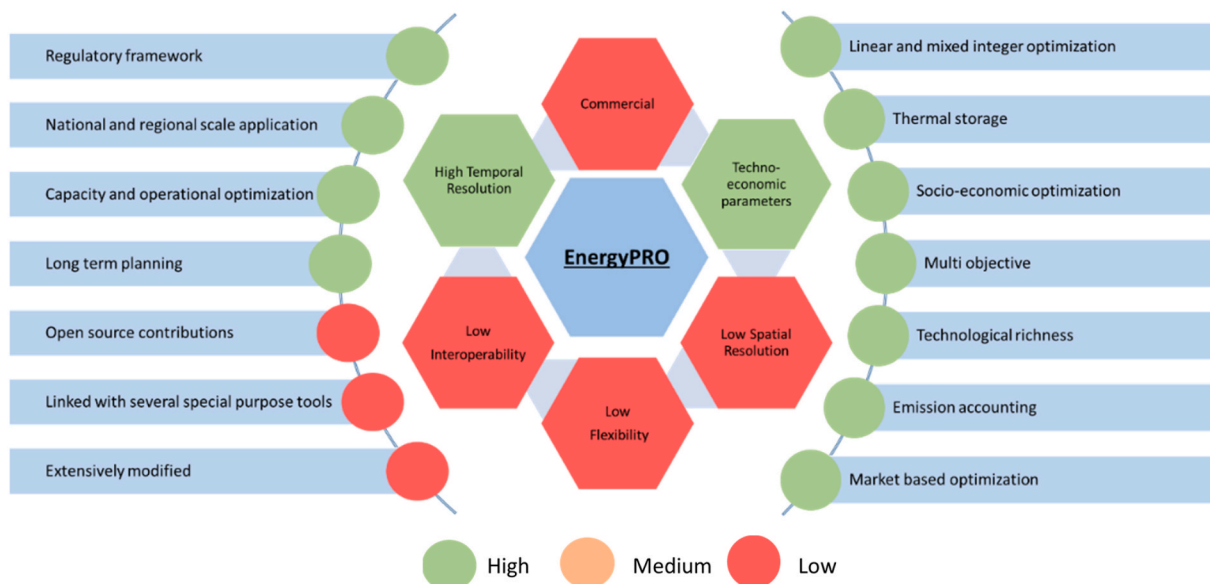 Regulatory framework
National and regional scale application
Capacity and operational optimization
Long term planning
Open source contributions
Linked with several special purpose tools
Extensively modified
Commercial
High Temporal
Resolution
Techno-
economic
parameters
EnergyPRO
Low
Interoperability
Low Spatial
Resolution
Low
Flexibility
Linear and mixed integer optimization
Thermal storage
Socio-economic optimization
Multi objective
Technological richness
Emission accounting
Market based optimization
High
Medium
Low